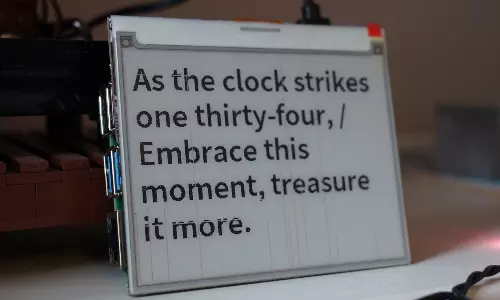 As the clock strikes
one thirty-four, /
Embrace this
moment, treasure
it more.